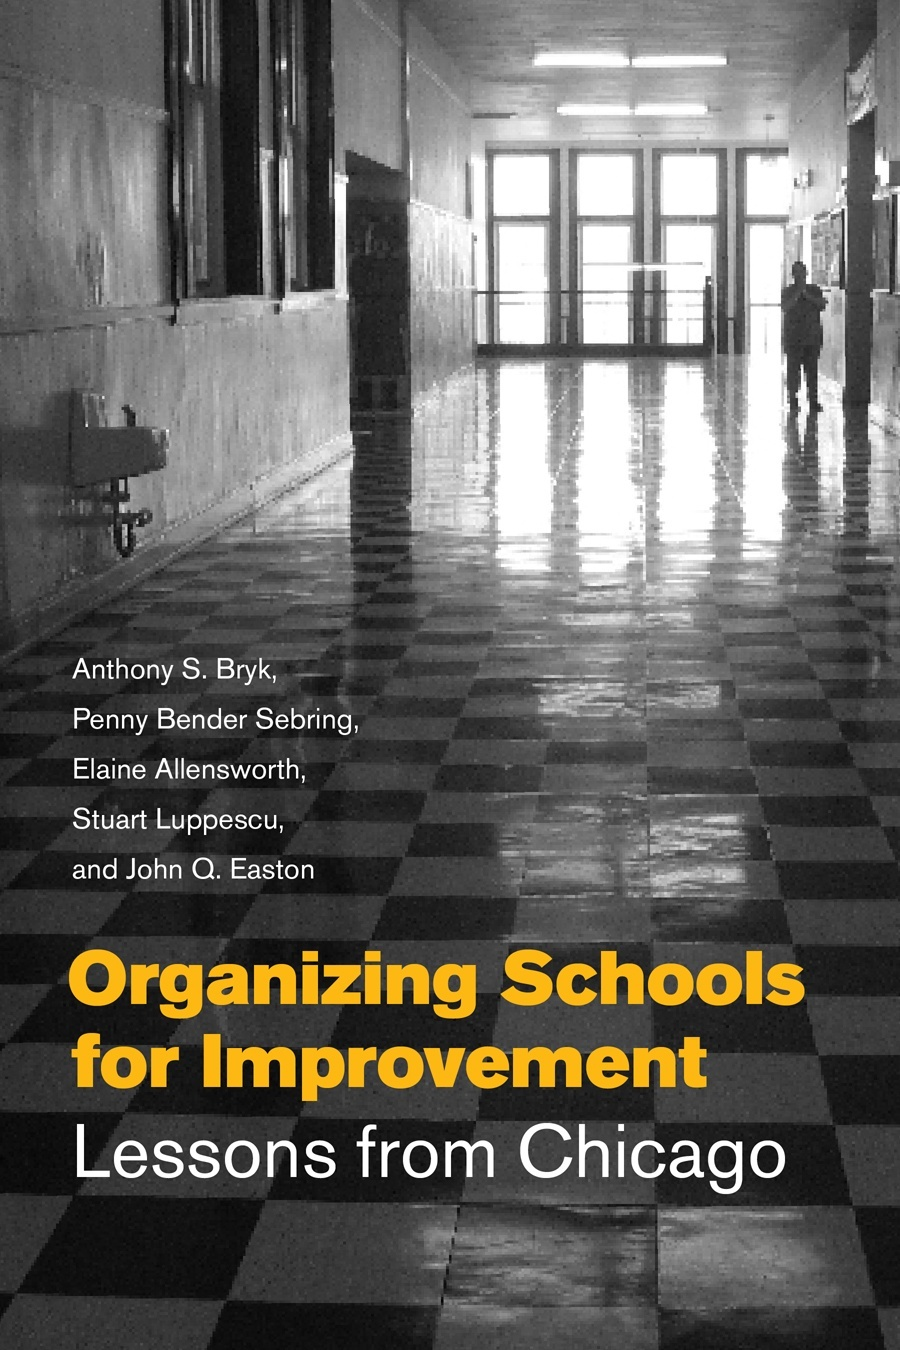 Anthony S. Bryk,
Penny Bender Sebring,
Elaine Allensworth,
Stuart Luppescu,
and John Q. Easton
Organizing Schools
for Improvement
Lessons from Chicago